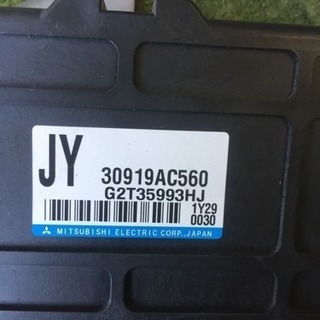 JY 30919AC560
G2T35993HJ
1Y29
0030
MITSUBISHI ELECTRIC CORP., JAPAN